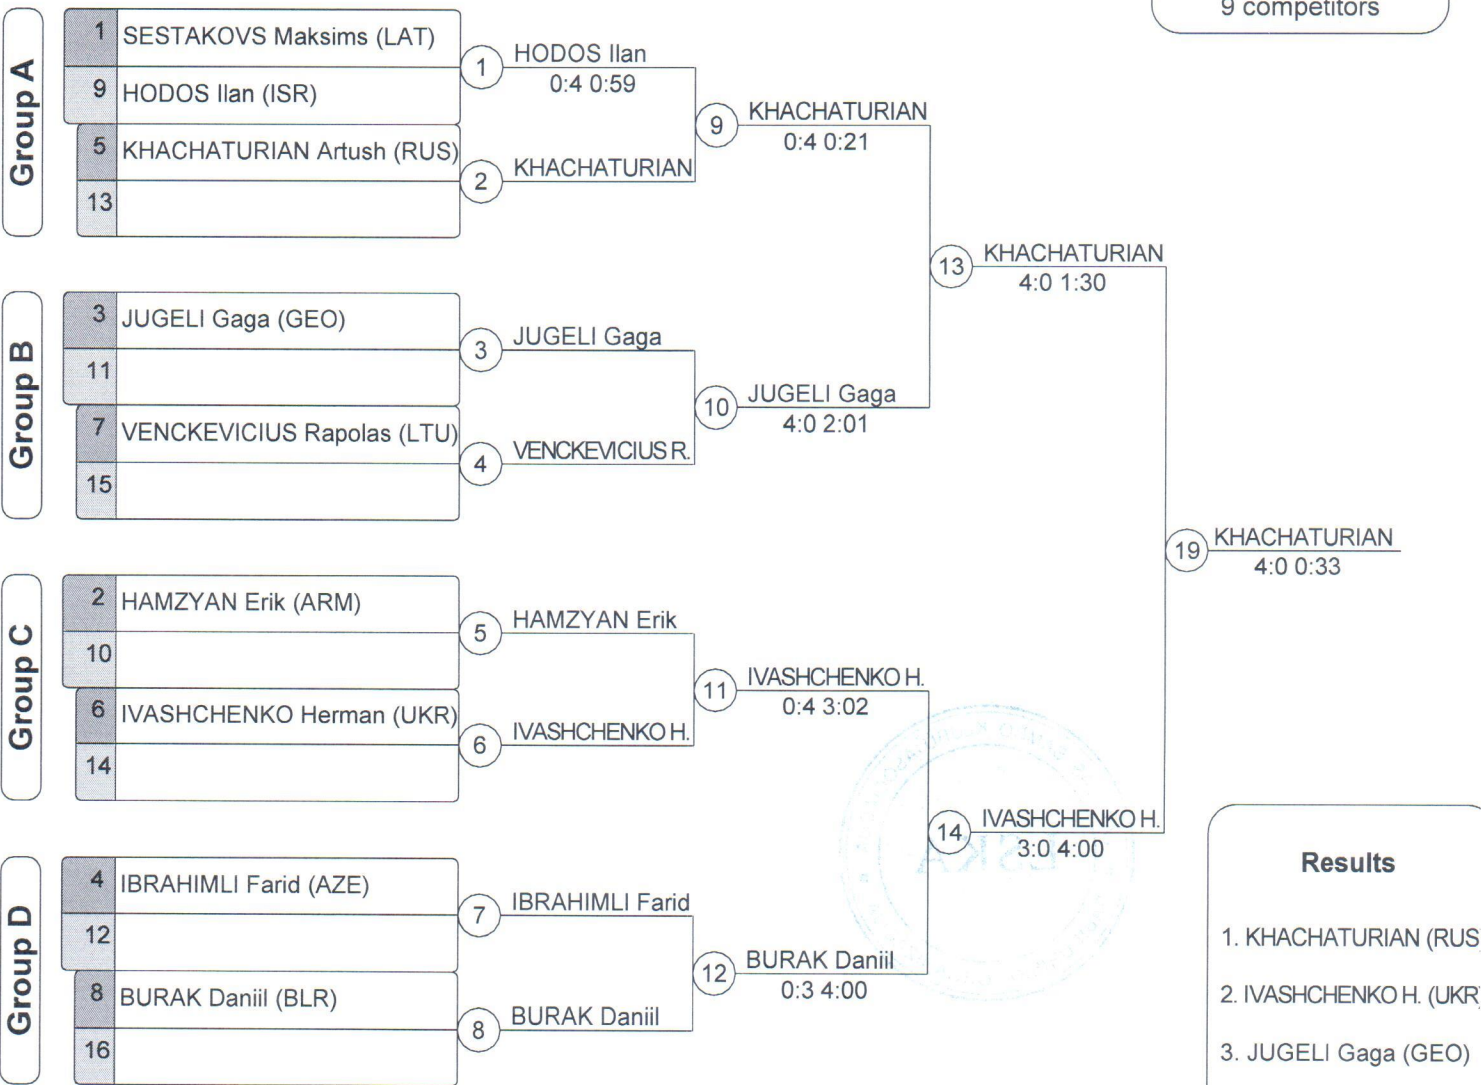 9 competitors
Group A
1 SESTAKOVS Maksims (LAT)
9 HODOS Ilan (ISR)
5 KHACHATURIAN Artush (RUS)
13
1 HODOS Ilan
0:4 0:59
2 KHACHATURIAN
9 KHACHATURIAN
0:4 0:21
Group B
3 JUGELI Gaga (GEO)
11
7 VENCKEVICIUS Rapolas (LTU)
15
3 JUGELI Gaga
4 VENCKEVICIUS R.
10 JUGELI Gaga
4:0 2:01
13 KHACHATURIAN
4:0 1:30
Group C
2 HAMZYAN Erik (ARM)
10
6 IVASHCHENKO Herman (UKR)
14
5 HAMZYAN Erik
6 IVASHCHENKO H.
11 IVASHCHENKO H.
0:4 3:02
Group D
4 IBRAHIMLI Farid (AZE)
12
8 BURAK Daniil (BLR)
16
7 IBRAHIMLI Farid
8 BURAK Daniil
12 BURAK Daniil
0:3 4:00
14 IVASHCHENKO H.
3:0 4:00
19 KHACHATURIAN
4:0 0:33
Results
1. KHACHATURIAN (RUS)
2. IVASHCHENKO H. (UKR)
3. JUGELI Gaga (GEO)
ESKA